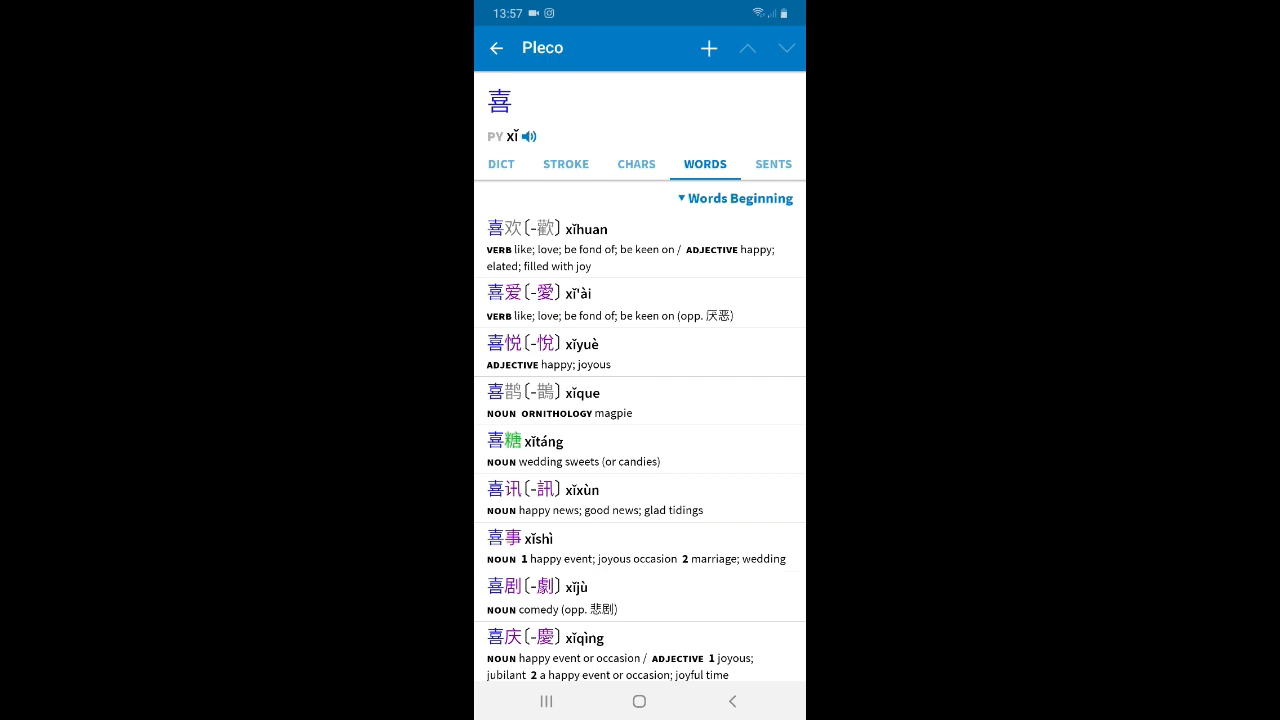 13:57
Pleco
喜
PY xǐ
DICT STROKE CHARS WORDS SENTS
▾ Words Beginning
喜欢〔-歡〕 xǐhuan
VERB like; love; be fond of; be keen on / ADJECTIVE happy;
elated; filled with joy
喜爱〔-愛〕 xǐ'ài
VERB like; love; be fond of; be keen on (opp. 厌恶)
喜悦〔-悅〕 xǐyuè
ADJECTIVE happy; joyous
喜鹊〔-鵲〕 xǐque
NOUN ORNITHOLOGY magpie
喜糖 xǐtáng
NOUN wedding sweets (or candies)
喜讯〔-訊〕 xǐxùn
NOUN happy news; good news; glad tidings
喜事 xǐshì
NOUN 1 happy event; joyous occasion 2 marriage; wedding
喜剧〔-劇〕 xǐjù
NOUN comedy (opp. 悲剧)
喜庆〔-慶〕 xǐqìng
NOUN happy event or occasion / ADJECTIVE 1 joyous;
jubilant 2 a happy event or occasion; joyful time